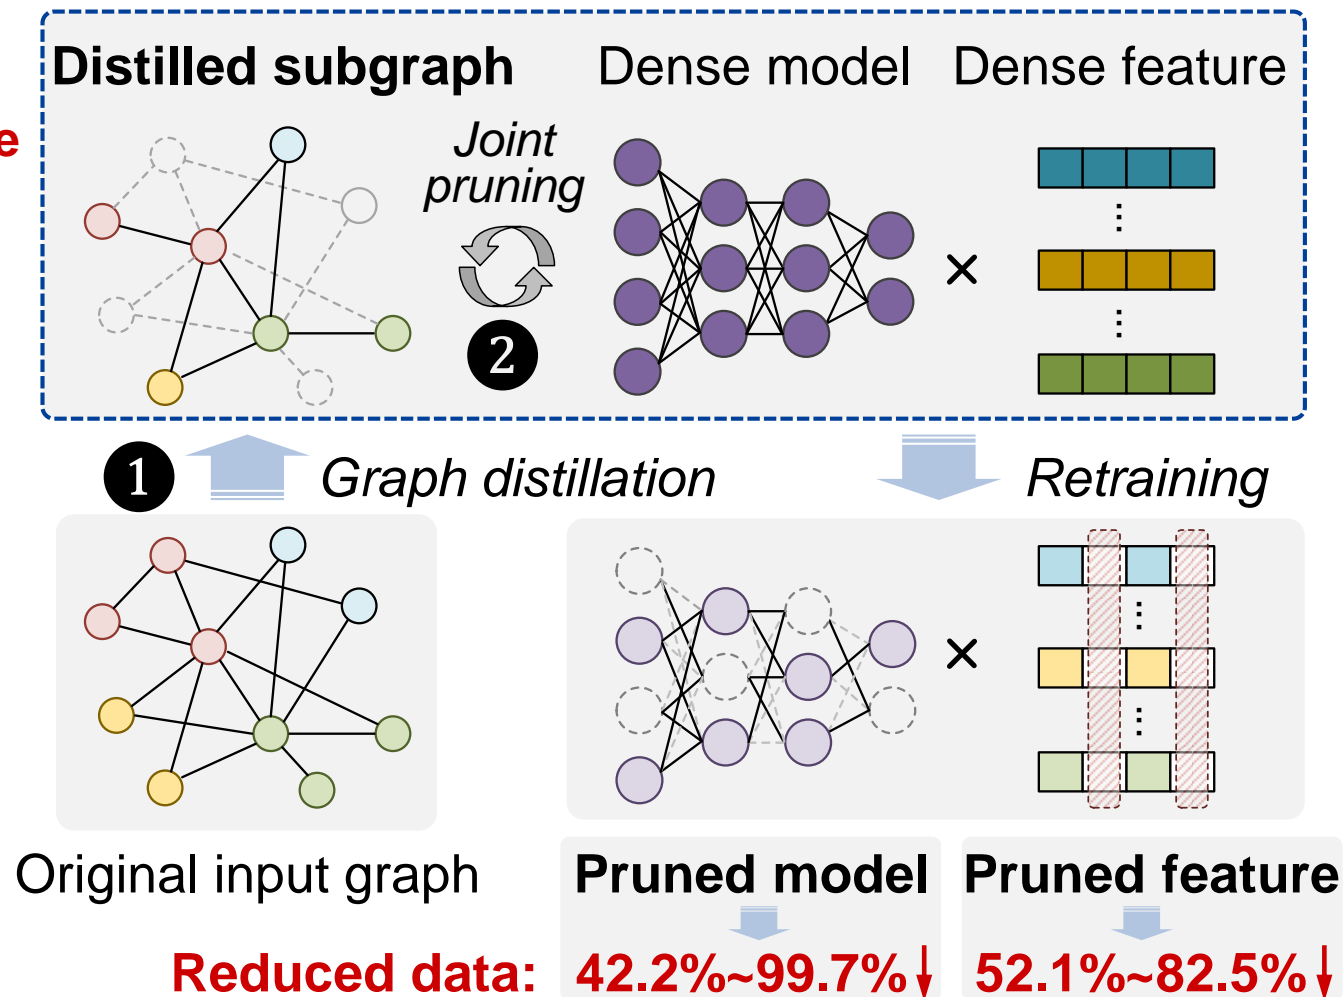 Distilled subgraph Dense model Dense feature
e
Joint
pruning
×
2
1 Graph distillation Retraining
×
Original input graph Pruned model Pruned feature
Reduced data: 42.2%~99.7%↓ 52.1%~82.5%↓